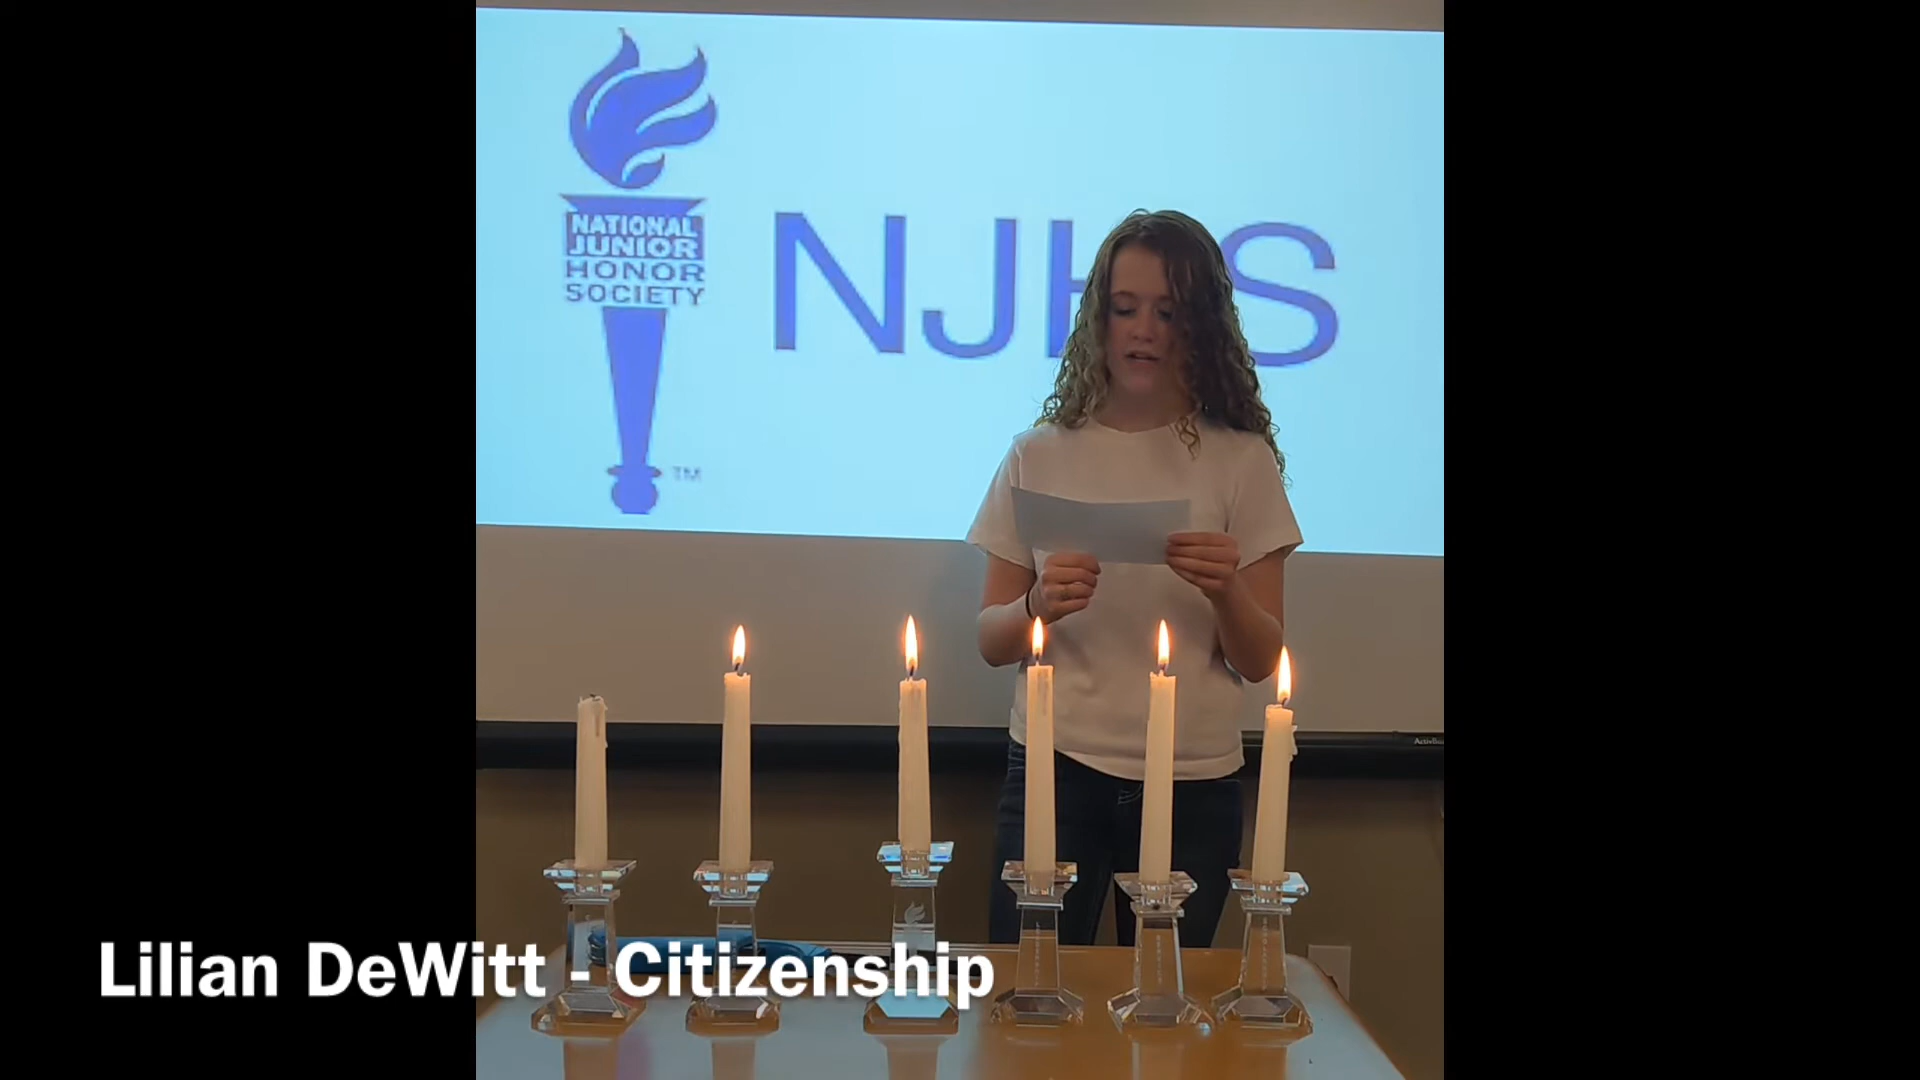 NATIONAL
JUNIOR
HONOR
SOCIETY
TM
NJHS
Lilian DeWitt - Citizenship